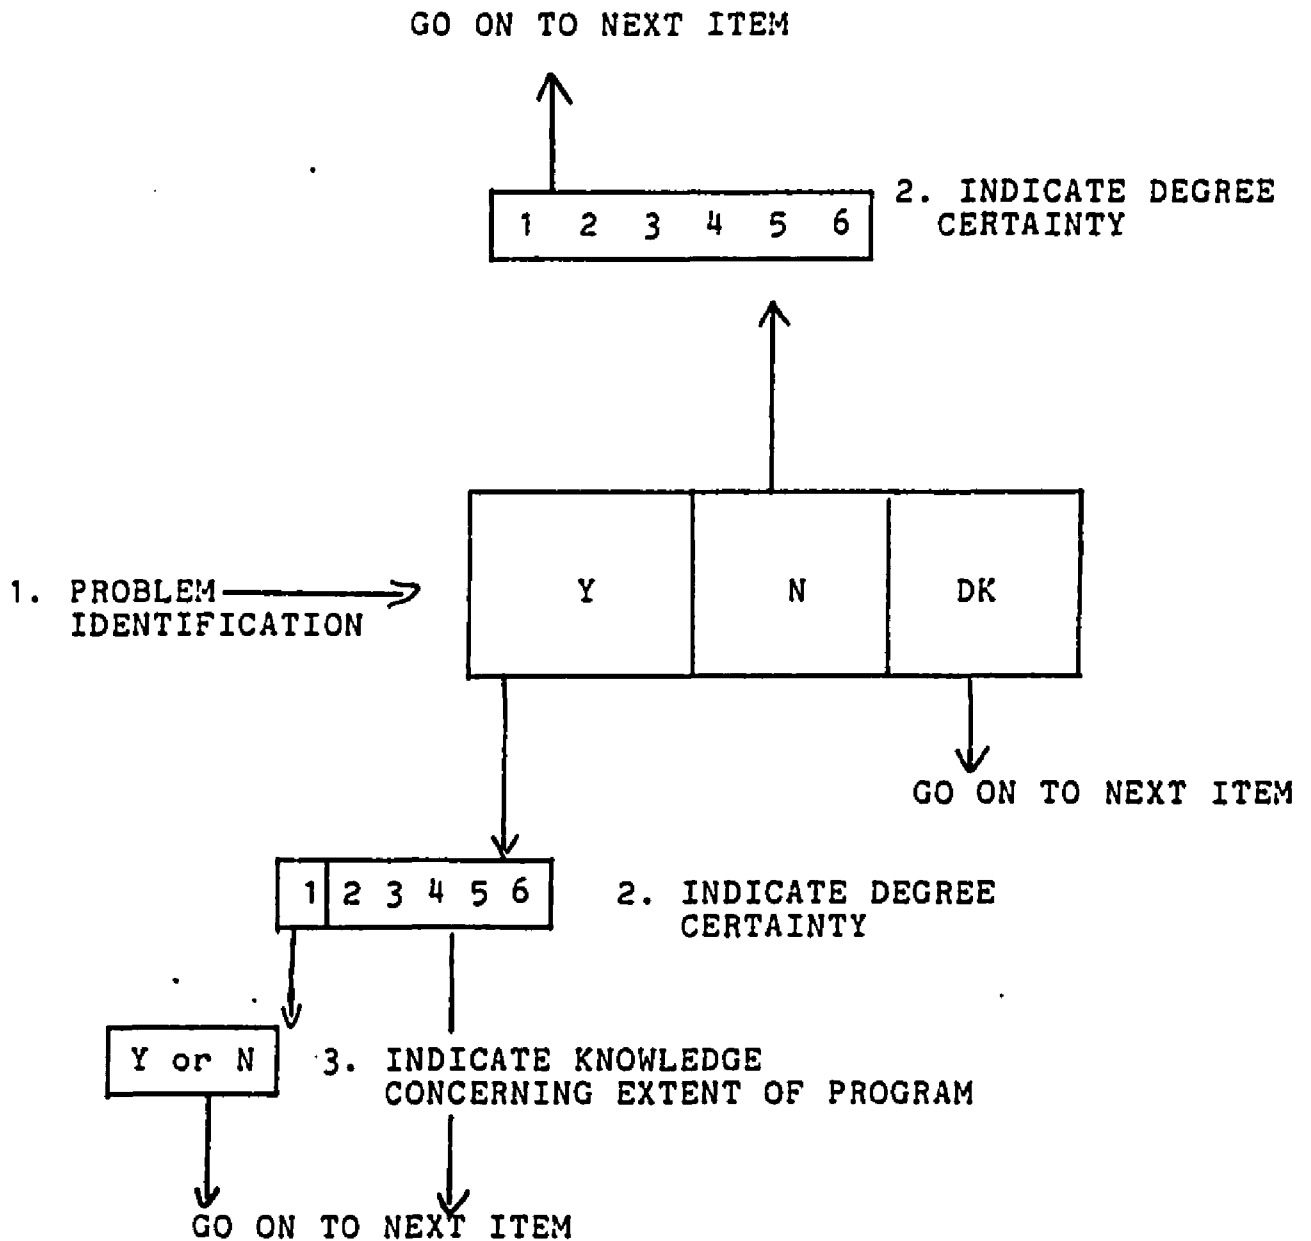 GO ON TO NEXT ITEM
1 2 3 4 5 6
2. INDICATE DEGREE
CERTAINTY
Y N DK
1. PROBLEM
IDENTIFICATION
GO ON TO NEXT ITEM
1 2 3 4 5 6
2. INDICATE DEGREE
CERTAINTY
Y or N
3. INDICATE KNOWLEDGE
CONCERNING EXTENT OF PROGRAM
GO ON TO NEXT ITEM